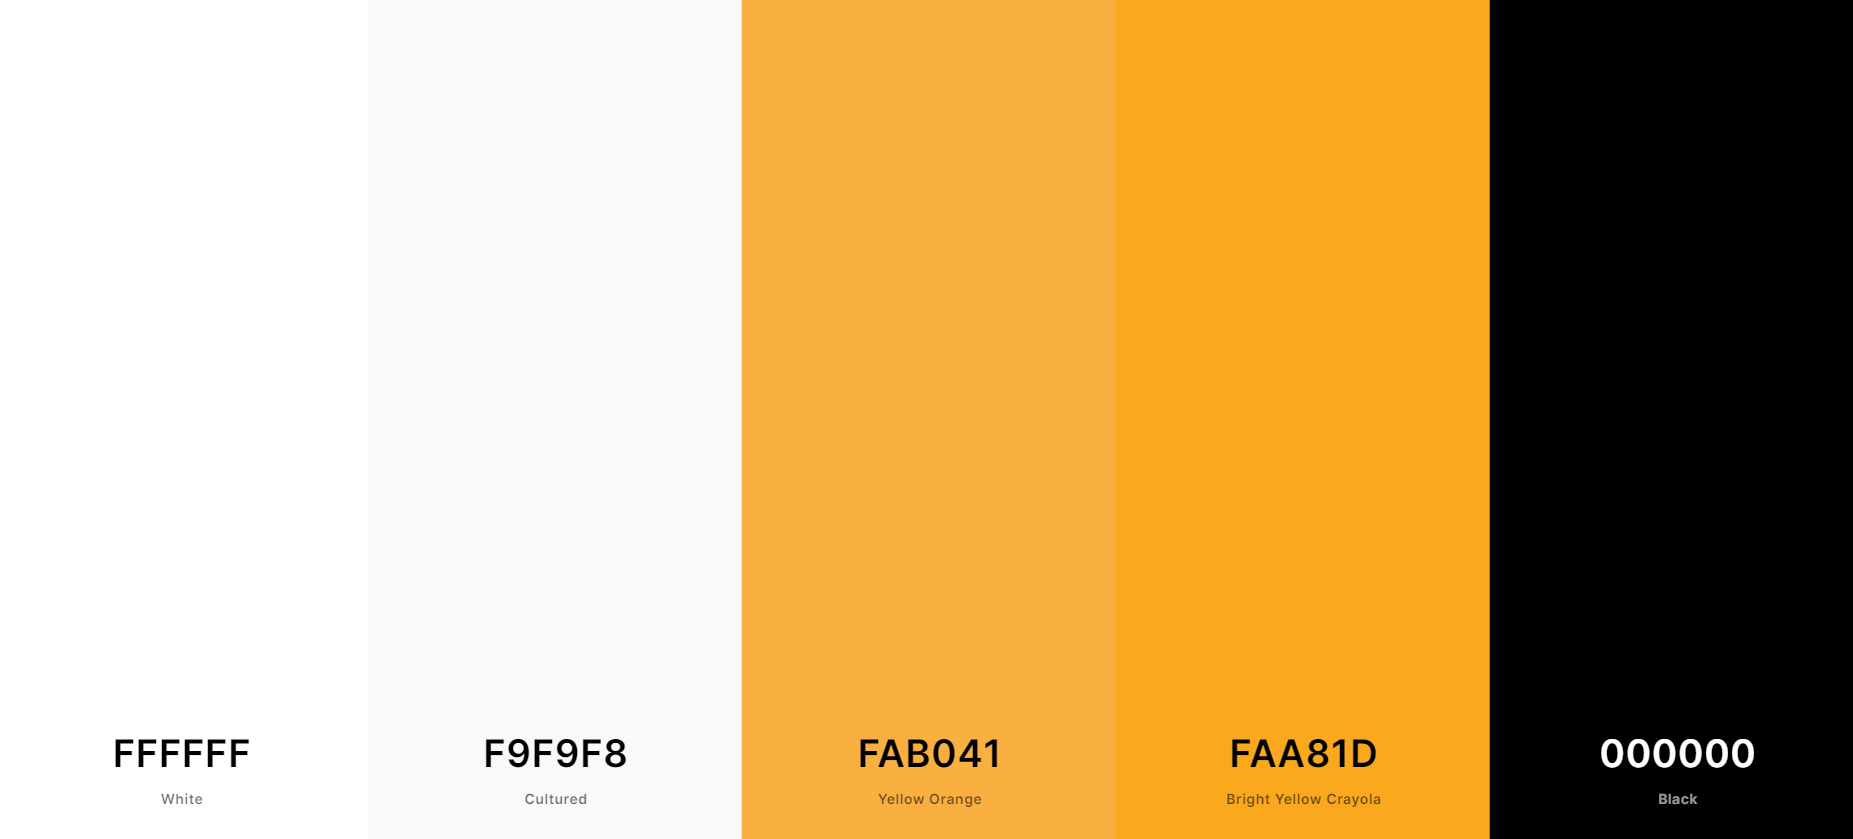 FFFFFF
White
F9F9F8
Cultured
FAB041
Yellow Orange
FAA81D
Bright Yellow Crayola
000000
Black